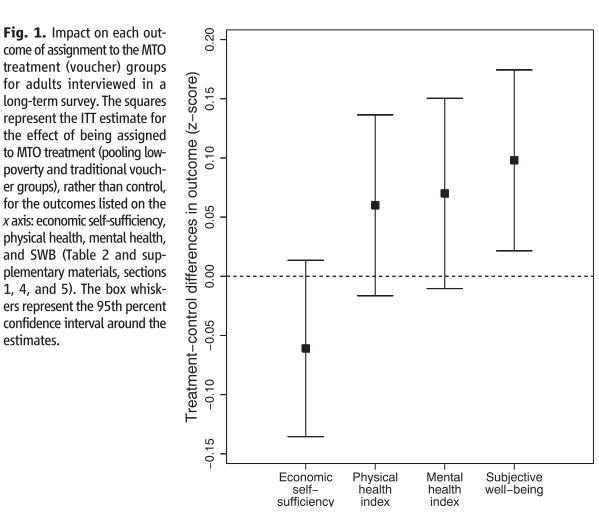 Fig. 1. Impact on each out-
come of assignment to the MTO
treatment (voucher) groups
for adults interviewed in a
long-term survey. The squares
represent the ITT estimate for
the effect of being assigned
to MTO treatment (pooling low-
poverty and traditional vouch-
er groups), rather than control,
for the outcomes listed on the
x axis: economic self-sufficiency,
physical health, mental health,
and SWB (Table 2 and sup-
plementary materials, sections
1, 4, and 5). The box whisk-
ers represent the 95th percent
confidence interval around the
estimates.
Treatment−control differences in outcome (z−score)
0.20
0.15
0.10
0.05
0.00
−0.05
−0.10
−0.15
Economic
self−
sufficiency
Physical
health
index
Mental
health
index
Subjective
well−being